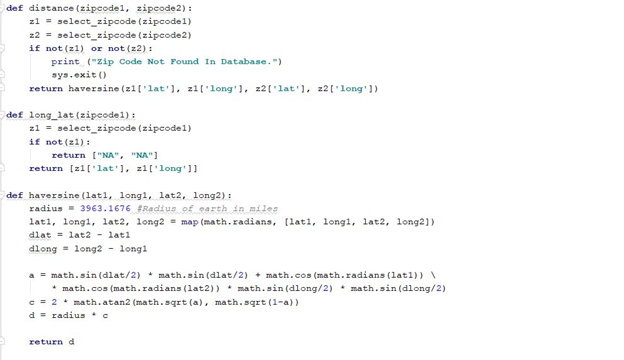 def distance(zipcode1, zipcode2):
    z1 = select_zipcode(zipcode1)
    z2 = select_zipcode(zipcode2)
    if not(z1) or not(z2):
        print ("Zip Code Not Found In Database.")
        sys.exit()
    return haversine(z1['lat'], z1['long'], z2['lat'], z2['long'])
def long_lat(zipcode1):
    z1 = select_zipcode(zipcode1)
    if not(z1):
        return ["NA", "NA"]
    return [z1['lat'], z1['long']]
def haversine(lat1, long1, lat2, long2):
    radius = 3963.1676 #Radius of earth in miles
    lat1, long1, lat2, long2 = map(math.radians, [lat1, long1, lat2, long2])
    dlat = lat2 - lat1
    dlong = long2 - long1
    a = math.sin(dlat/2) * math.sin(dlat/2) + math.cos(math.radians(lat1)) \
        * math.cos(math.radians(lat2)) * math.sin(dlong/2) * math.sin(dlong/2)
    c = 2 * math.atan2(math.sqrt(a), math.sqrt(1-a))
    d = radius * c
    return d